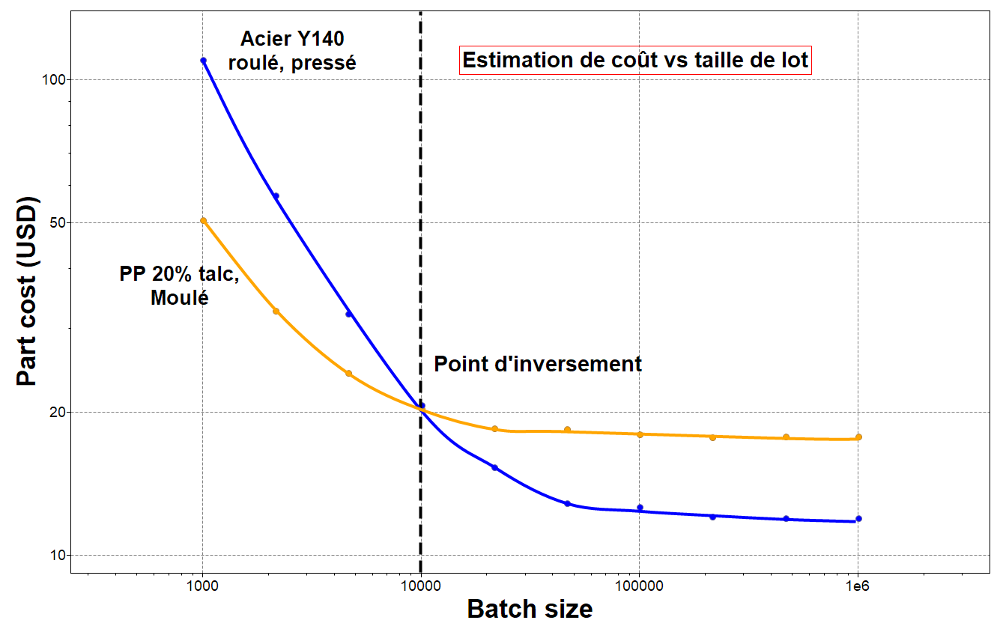 Acier Y140
roulé, pressé
Estimation de coût vs taille de lot
100
50
20
10
Part cost (USD)
PP 20% talc,
Moulé
Point d'inversement
1000
10000
100000
1e6
Batch size